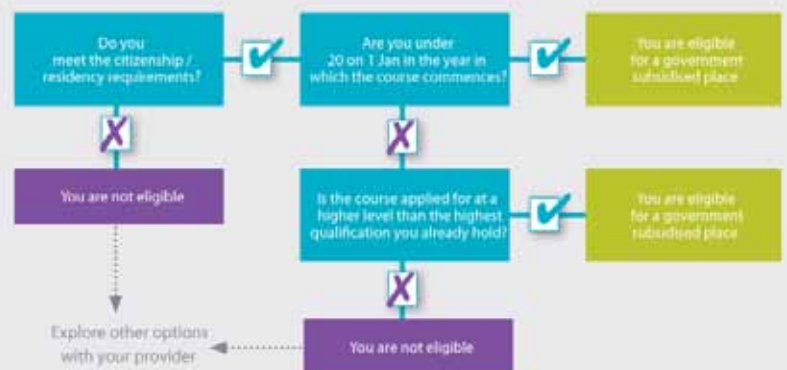 Do you
meet the citizenship /
residency requirements?
Are you under
20 on 1 Jan in the year in
which the course commences?
You are eligible
for a government
subsidised place
You are not eligible
Is the course applied for at a
higher level than the highest
qualification you already hold?
You are eligible
for a government
subsidised place
Explore other options
with your provider
You are not eligible